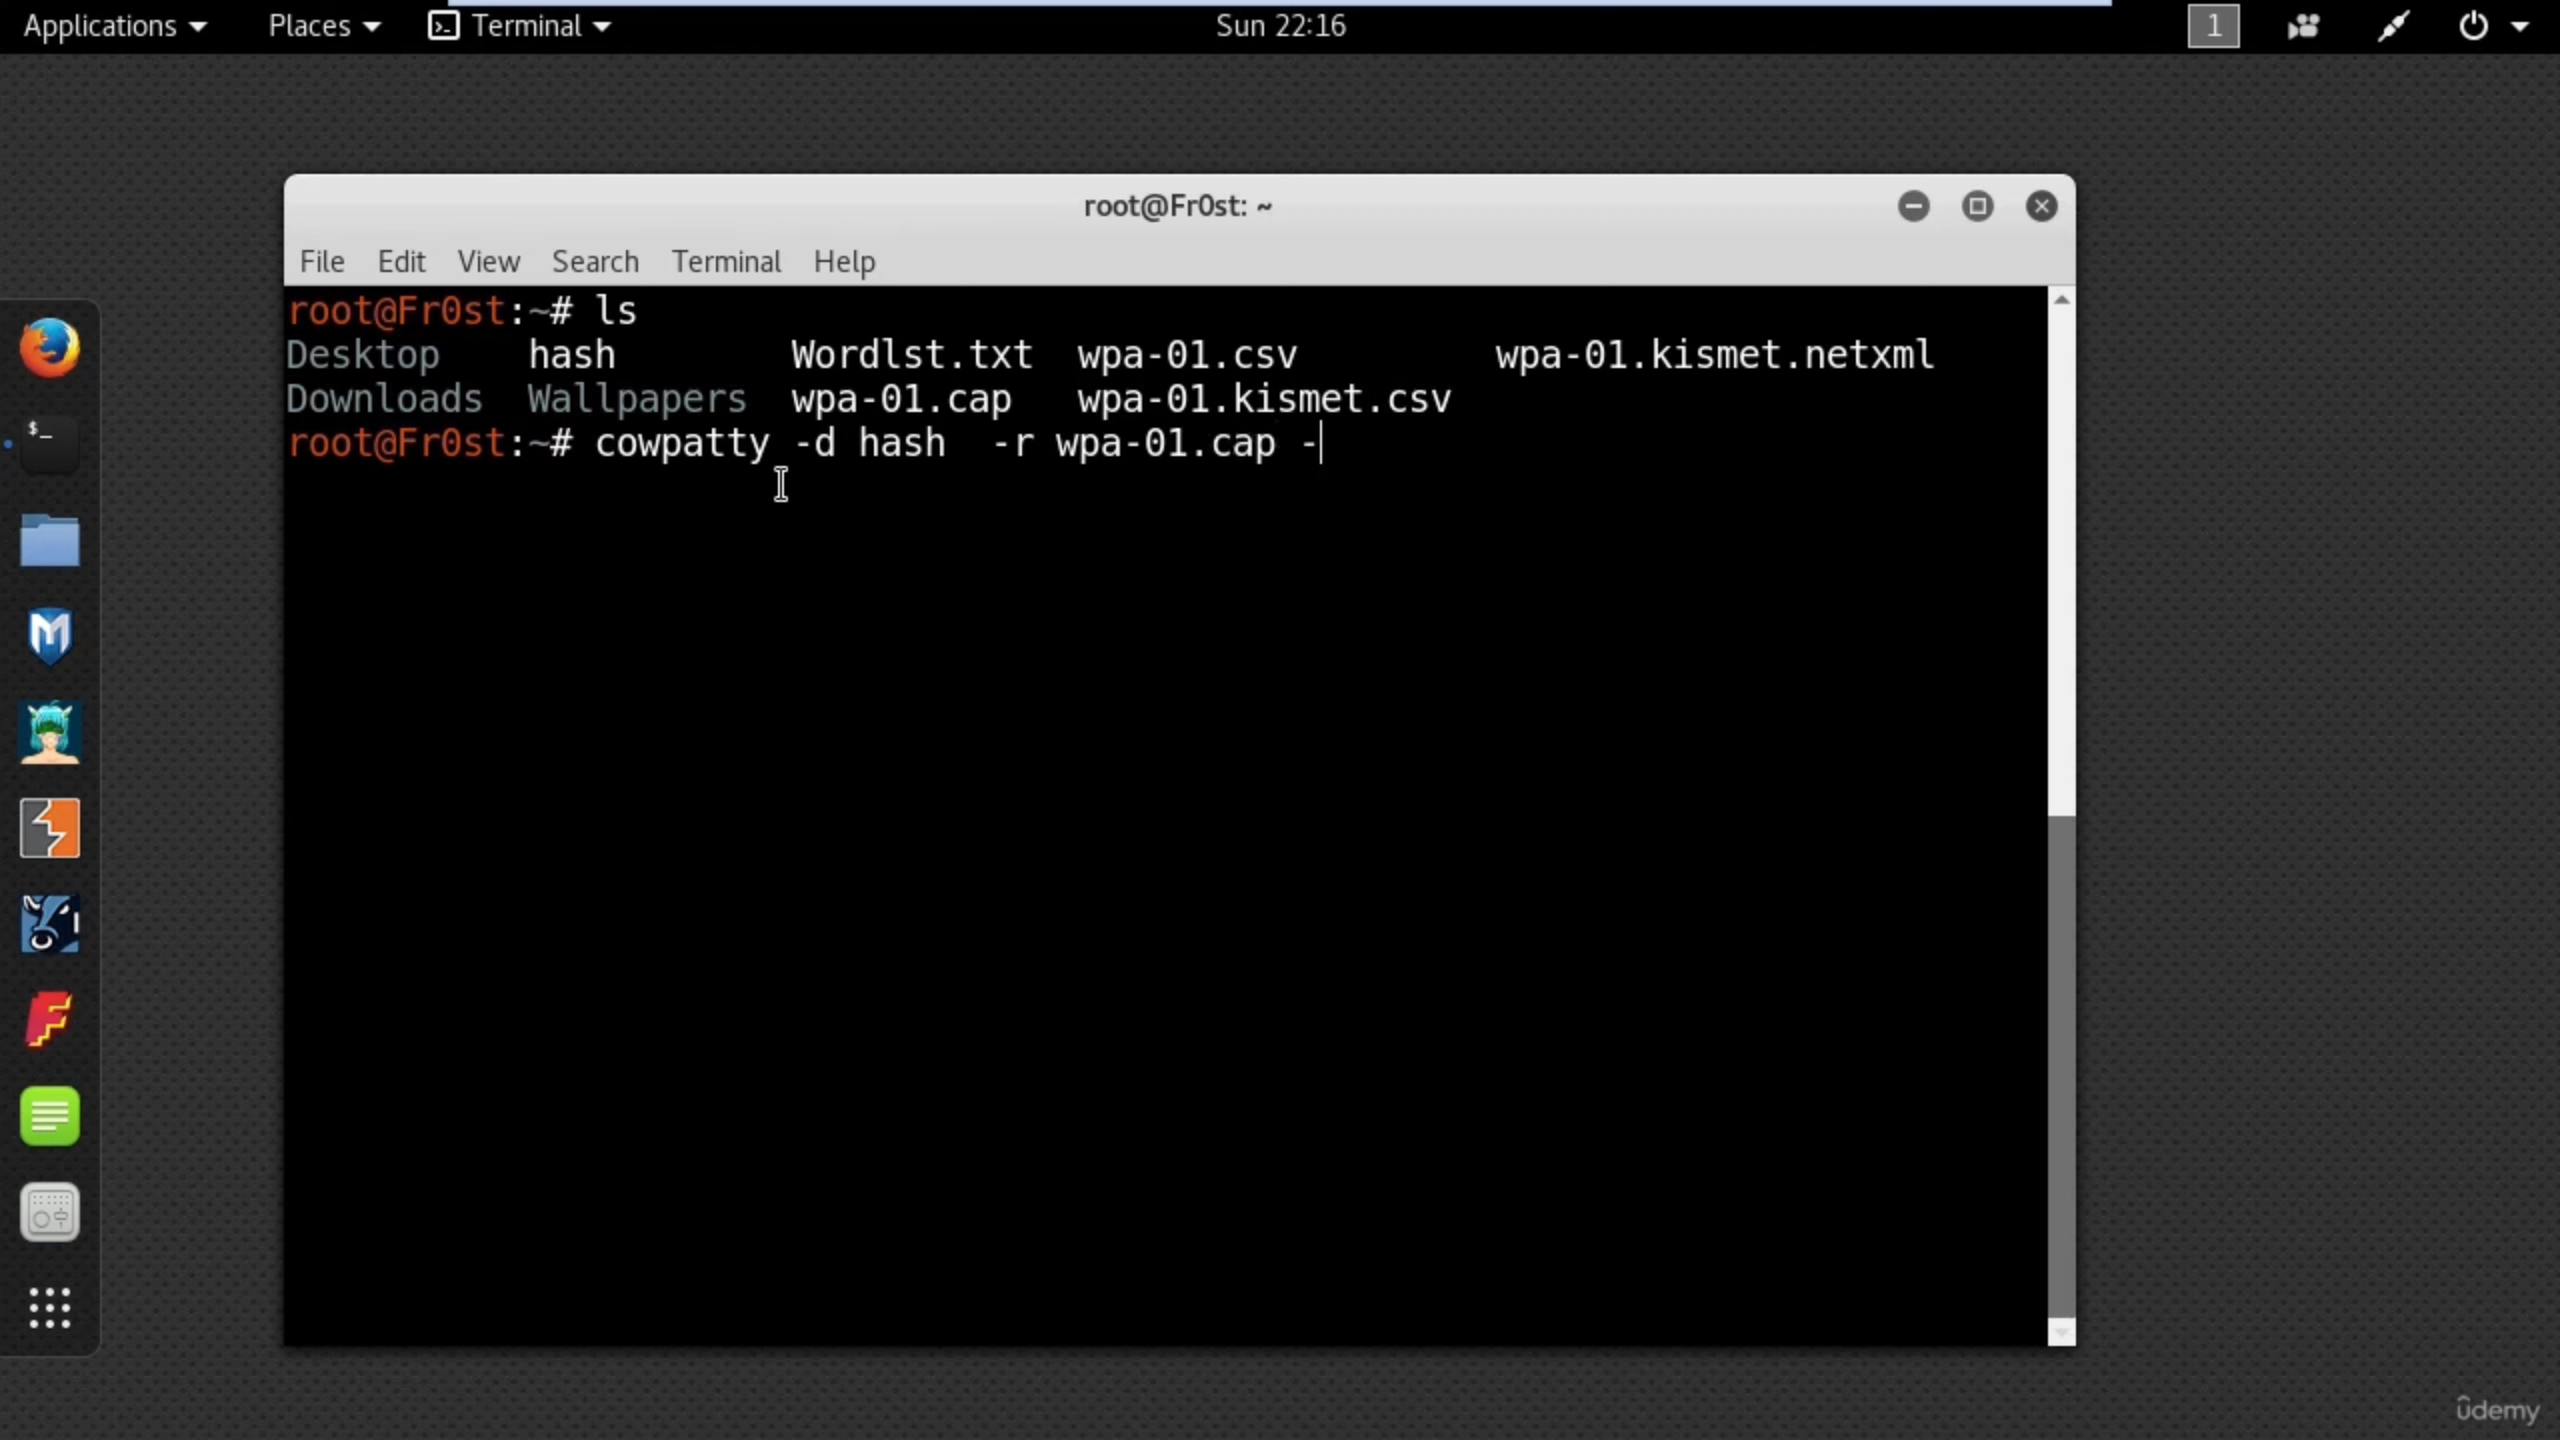 Applications Places Terminal Sun 22:16 1
root@Fr0st: ~
File Edit View Search Terminal Help
root@Fr0st:~# ls
Desktop hash Wordlst.txt wpa-01.csv wpa-01.kismet.netxml
Downloads Wallpapers wpa-01.cap wpa-01.kismet.csv
root@Fr0st:~# cowpatty -d hash  -r wpa-01.cap -
$_
ûdemy